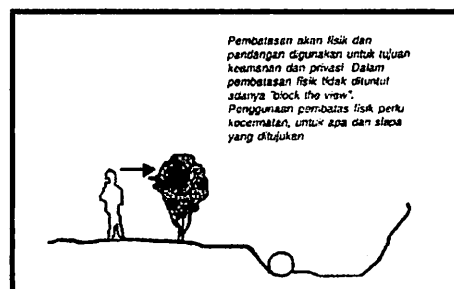 Pembatasan akan fisik dan
pandangan digunakan untuk tujuan
keamanan dan privasi. Dalam
pembatasan fisik tidak dituntut
adanya "block the view".
Penggunaan pembatas fisik perlu
kecermatan, untuk apa dan siapa
yang ditujukan